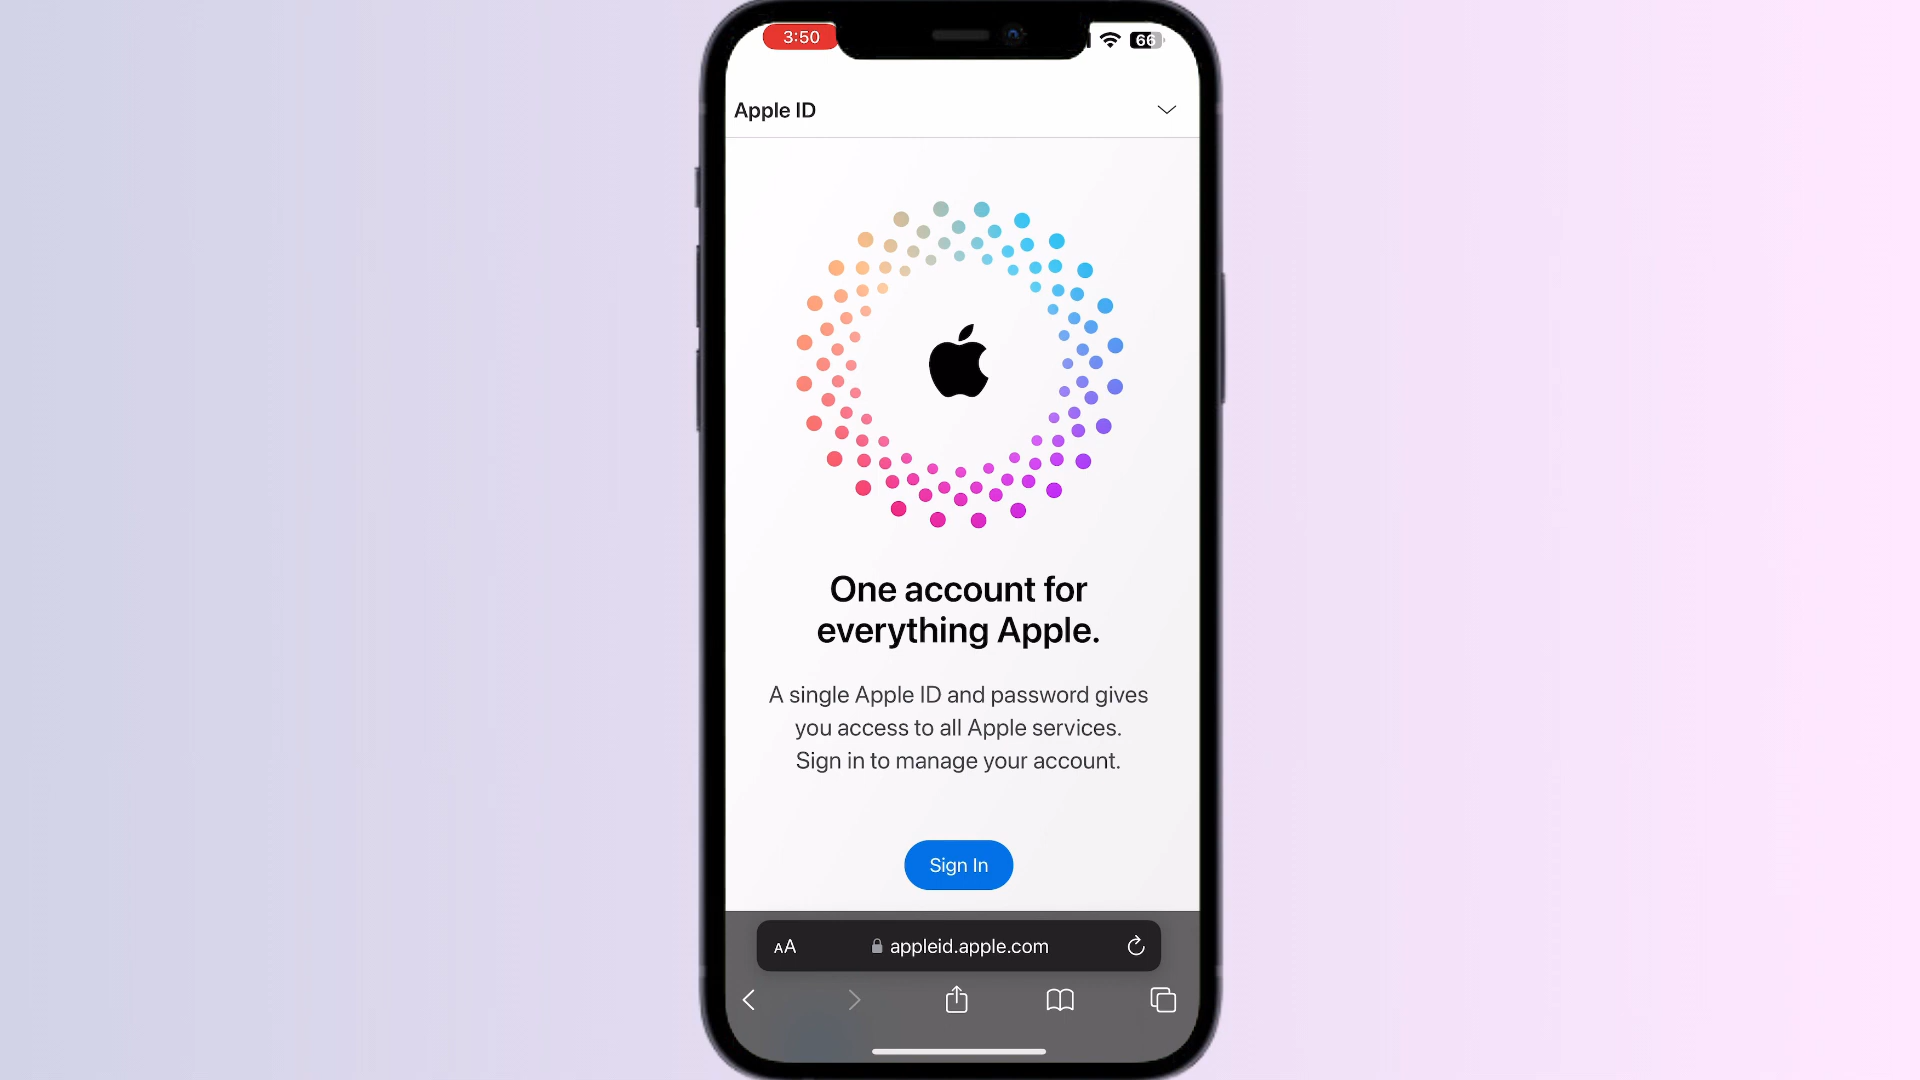 3:50
66
Apple ID
One account for
everything Apple.
A single Apple ID and password gives
you access to all Apple services.
Sign in to manage your account.
Sign In
AA appleid.apple.com